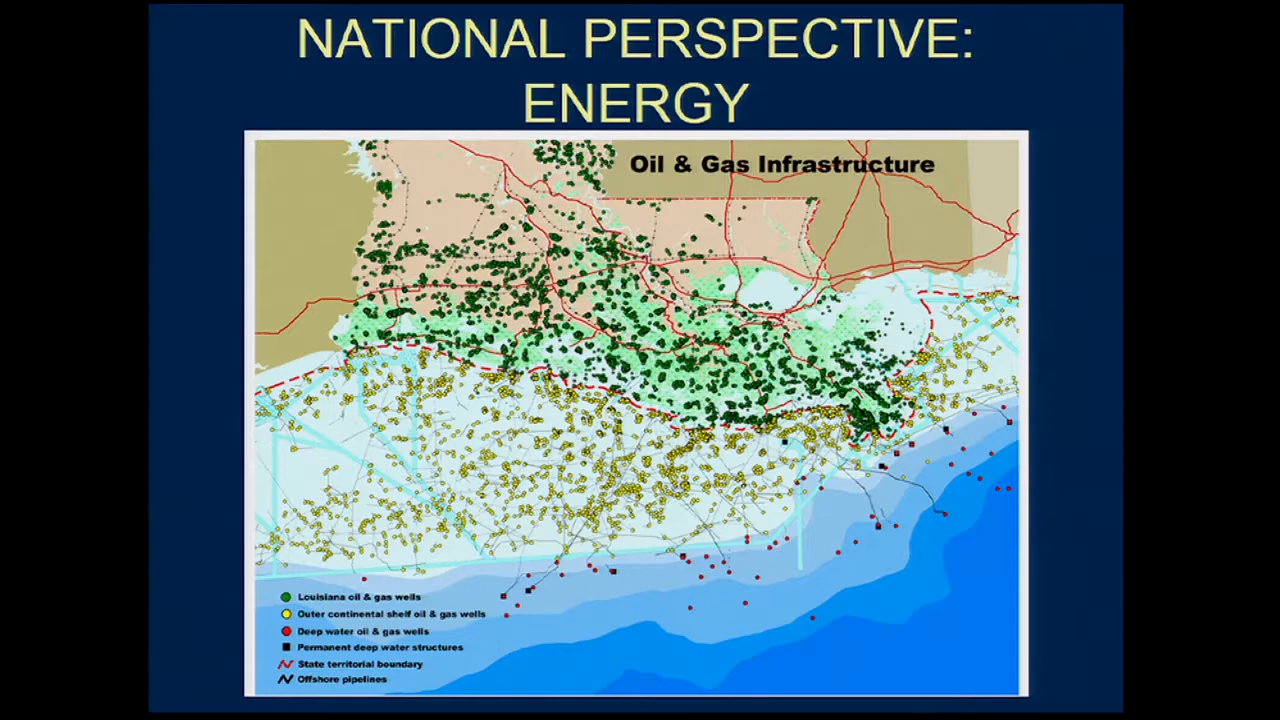 NATIONAL PERSPECTIVE:
ENERGY
Oil & Gas Infrastructure
Louisiana oil & gas wells
Outer continental shelf oil & gas wells
Deep water oil & gas wells
Permanent deep water structures
State territorial boundary
Offshore pipelines